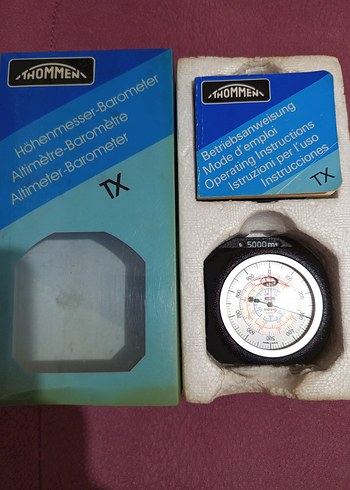 THOMMEN
Höhenmesser-Barometer
Altimètre-Baromètre
Altimeter-Barometer
TX
THOMMEN
Betriebsanweisung
Mode d'emploi
Operating Instructions
Istruzioni per l'uso
Instrucciones
TX
5000 m